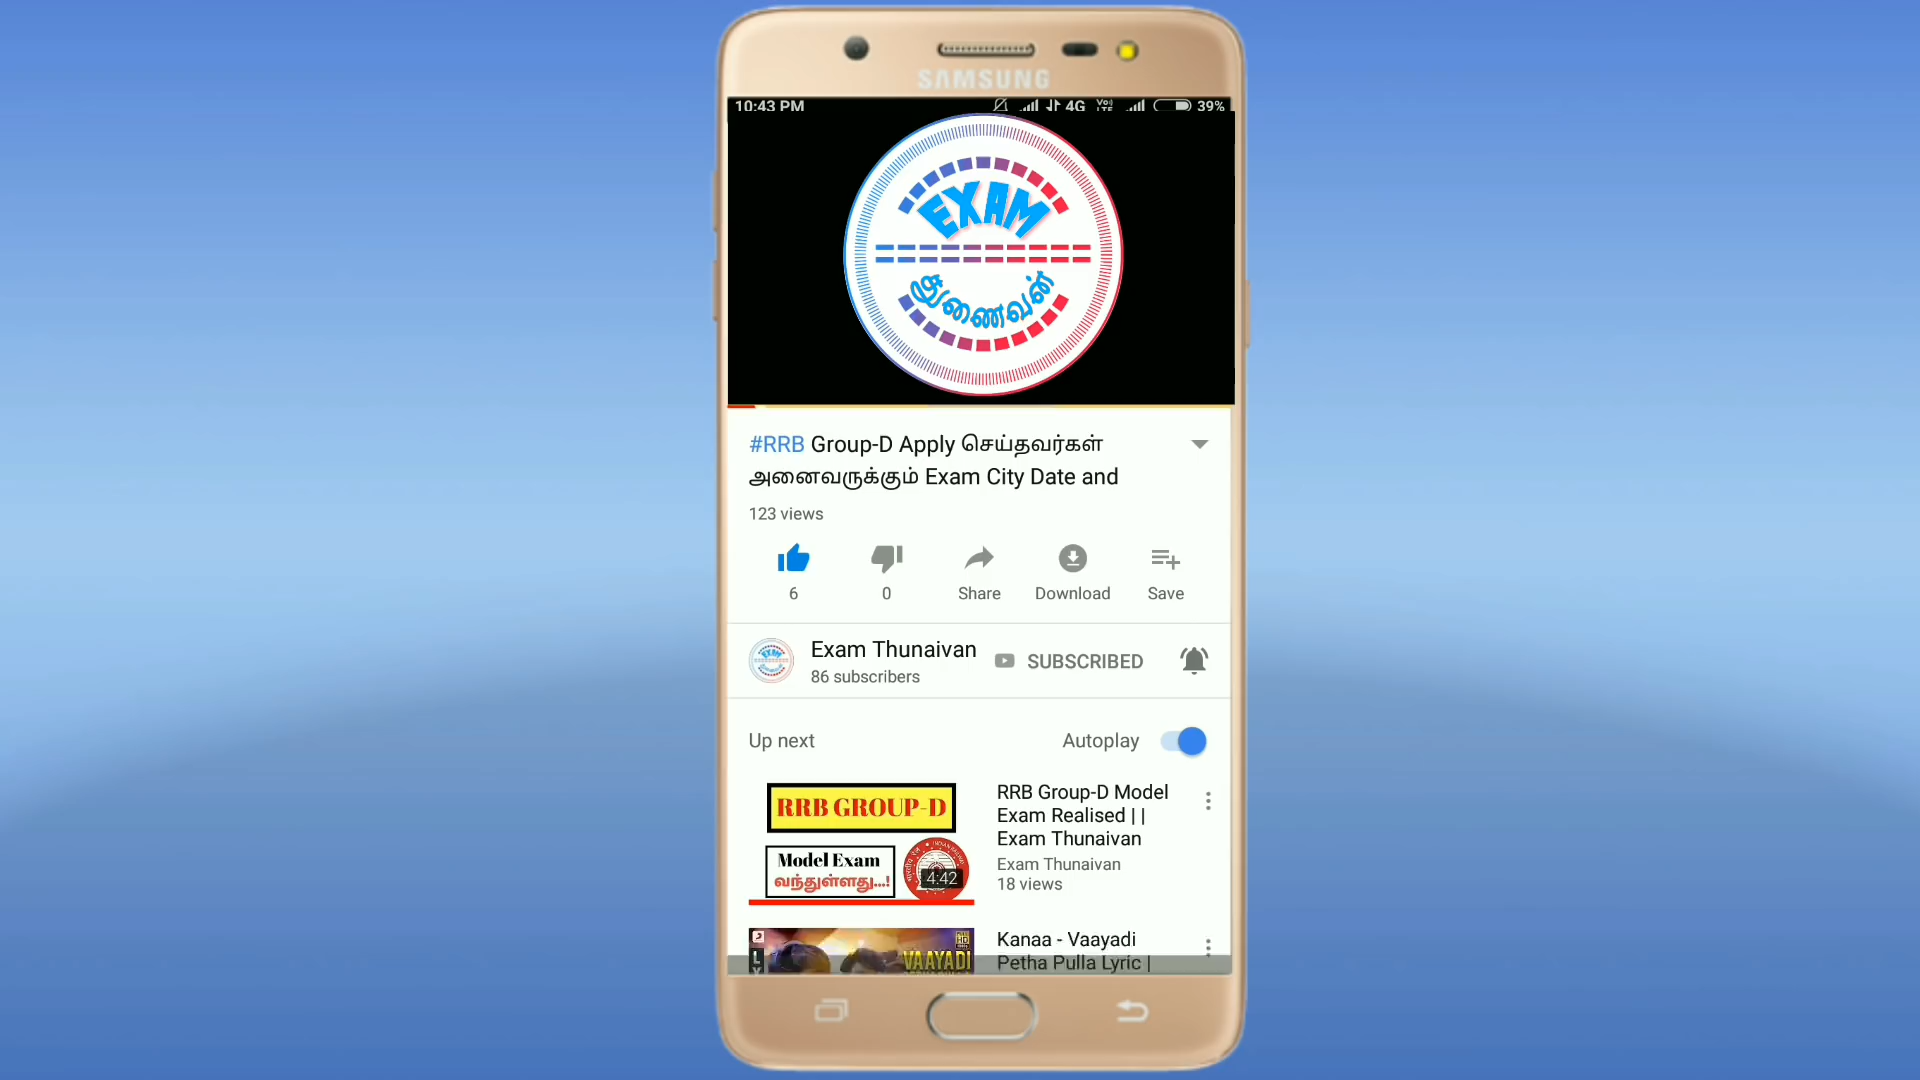 SAMSUNG
10:43 PM
4G VoLTE 39%
EXAM
துணைவன்
#RRB Group-D Apply செய்தவர்கள்
அனைவருக்கும் Exam City Date and
123 views
6 0 Share Download Save
EXAM
Exam Thunaivan
86 subscribers
SUBSCRIBED
Up next
Autoplay
RRB GROUP-D
Model Exam
வந்துள்ளது...!
4:42
RRB Group-D Model
Exam Realised ||
Exam Thunaivan
Exam Thunaivan
18 views
HD
VAAYADI
Kanaa - Vaayadi
Petha Pulla Lyric |